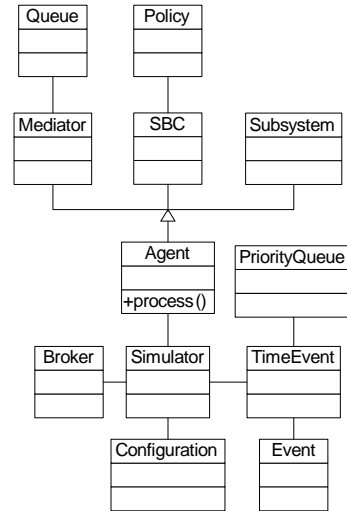 Queue
Policy
Mediator
SBC
Subsystem
Agent
+process()
PriorityQueue
Broker
Simulator
TimeEvent
Configuration
Event